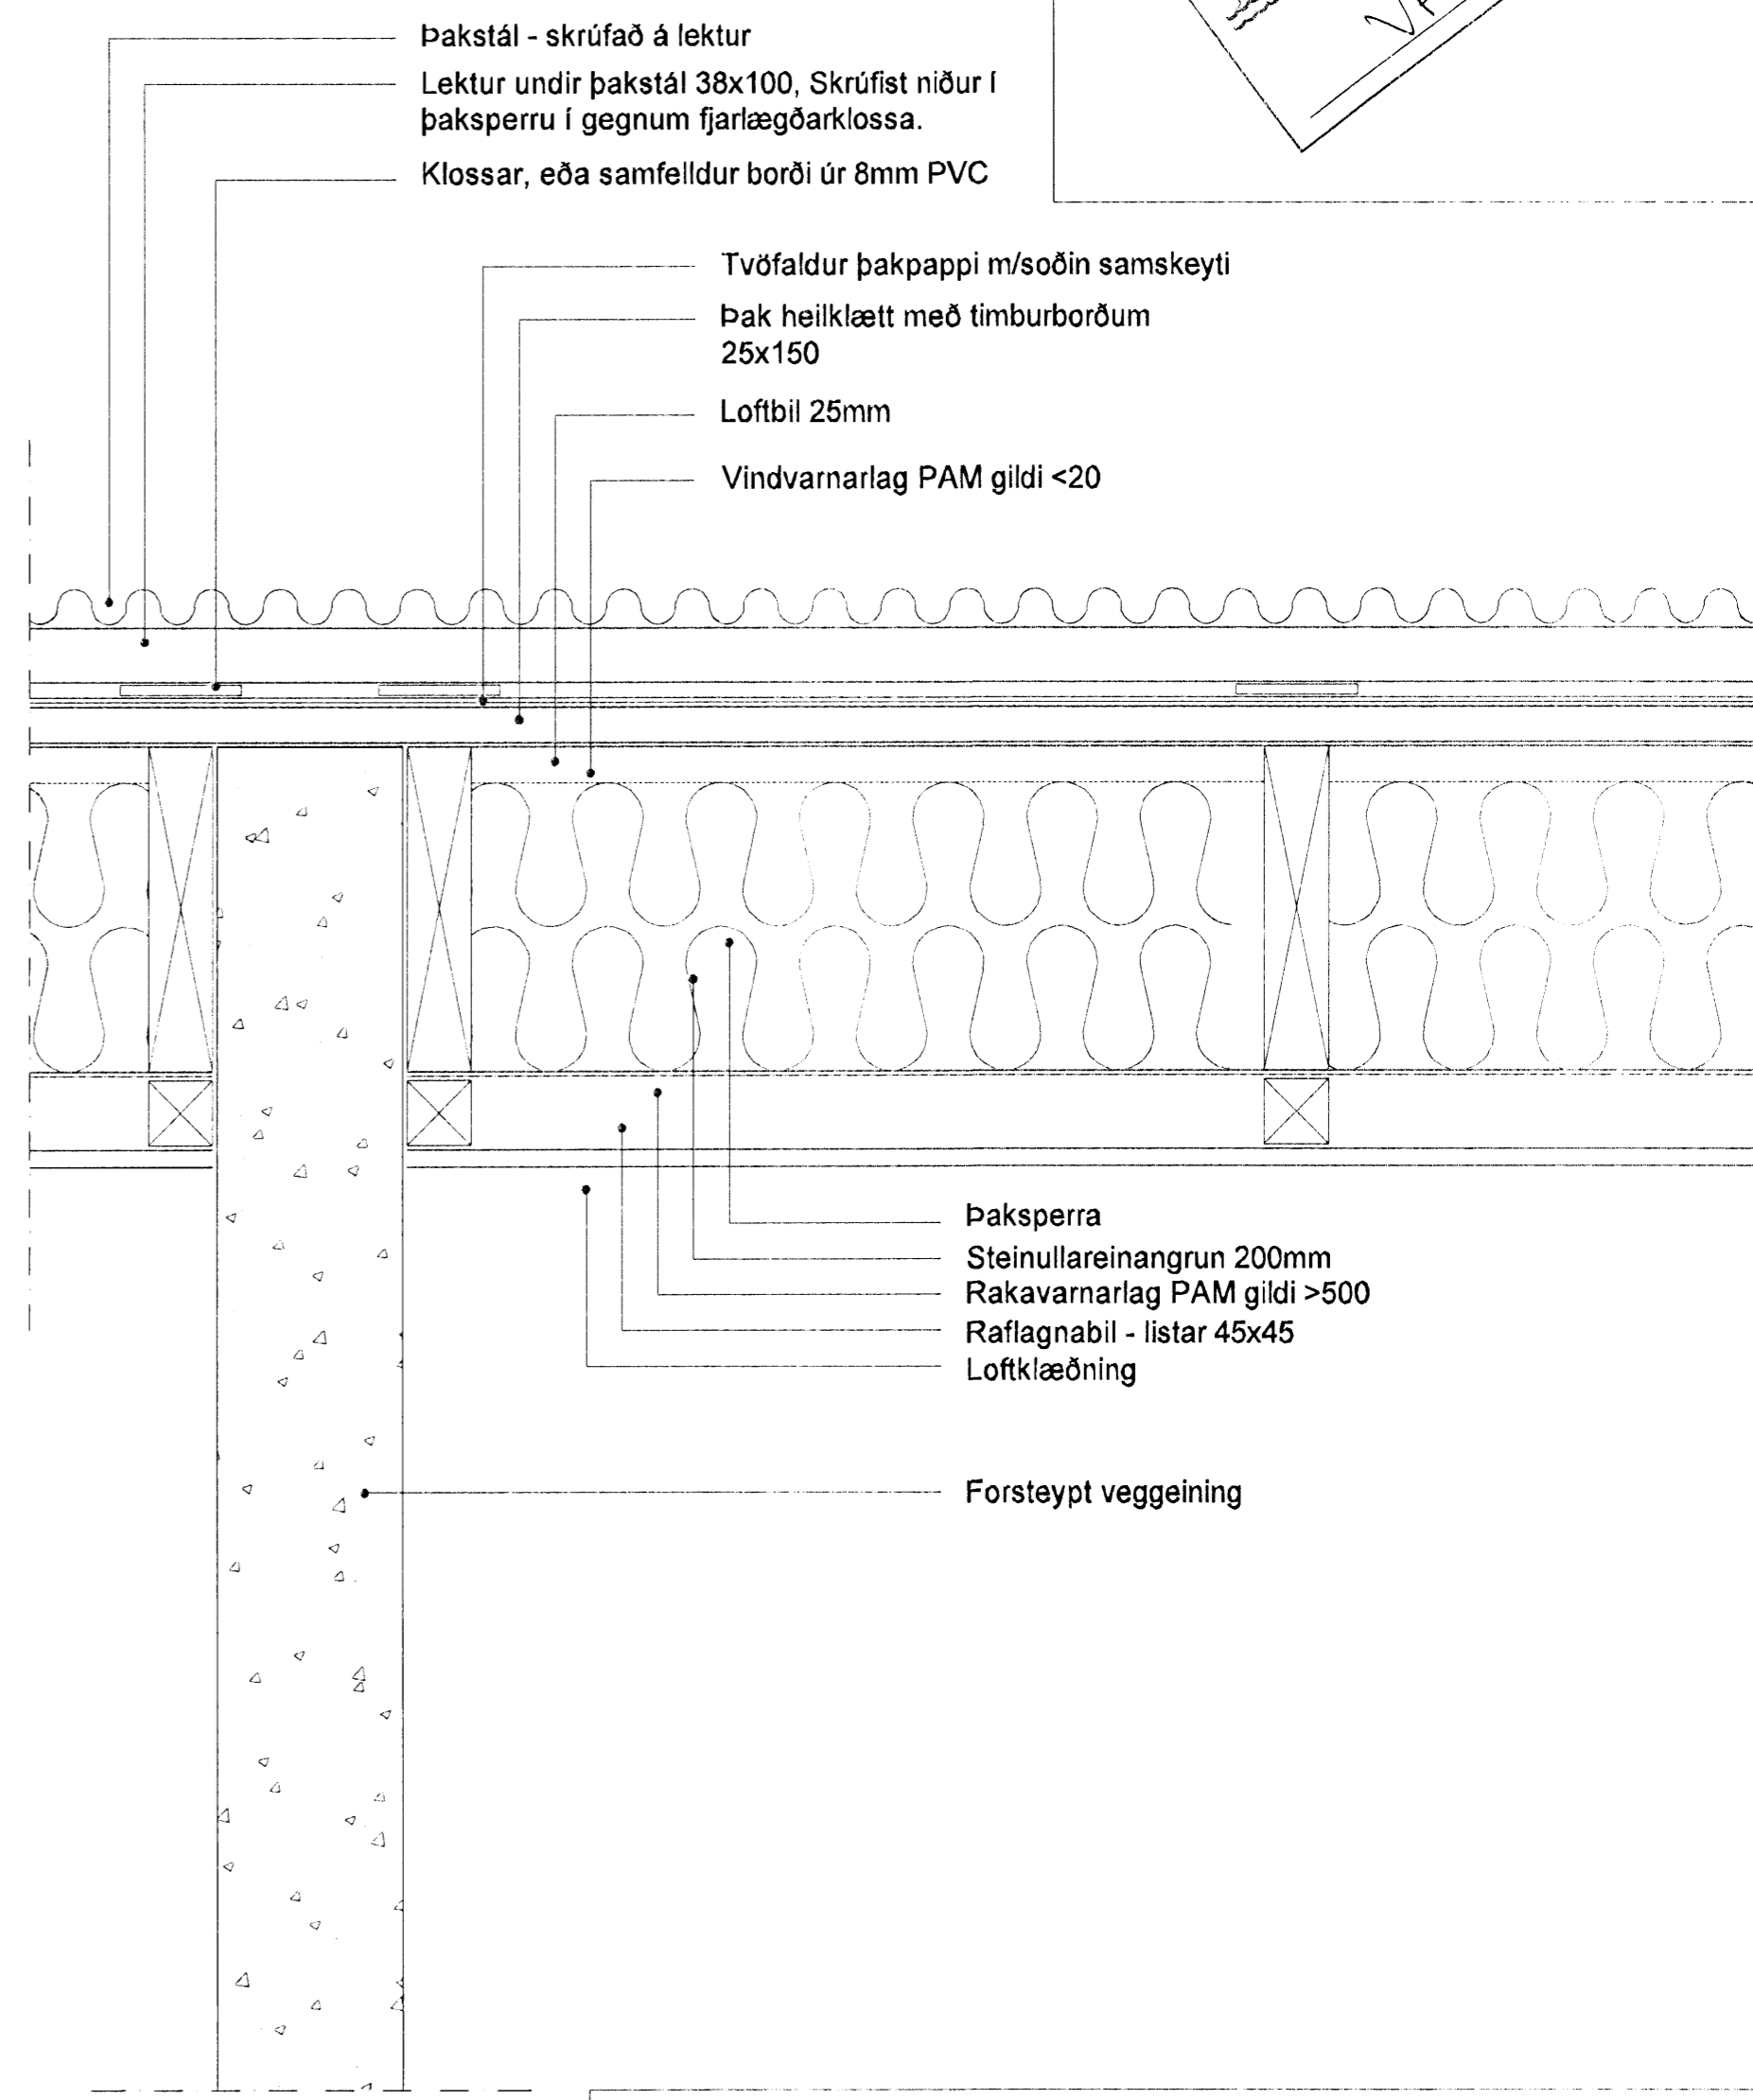 Þakstál - skrúfað á lektur
Lektur undir þakstál 38x100, Skrúfist niður í
þaksperru í gegnum fjarlægðarklossa.
Klossar, eða samfelldur borði úr 8mm PVC
Tvöfaldur þakpappi m/soðin samskeyti
Þak heilklætt með timburborðum
25x150
Loftbil 25mm
Vindvarnarlag PAM gildi <20
Þaksperra
Steinullareinangrun 200mm
Rakavarnarlag PAM gildi >500
Raflagnabil - listar 45x45
Loftklæðning
Forsteypt veggeining